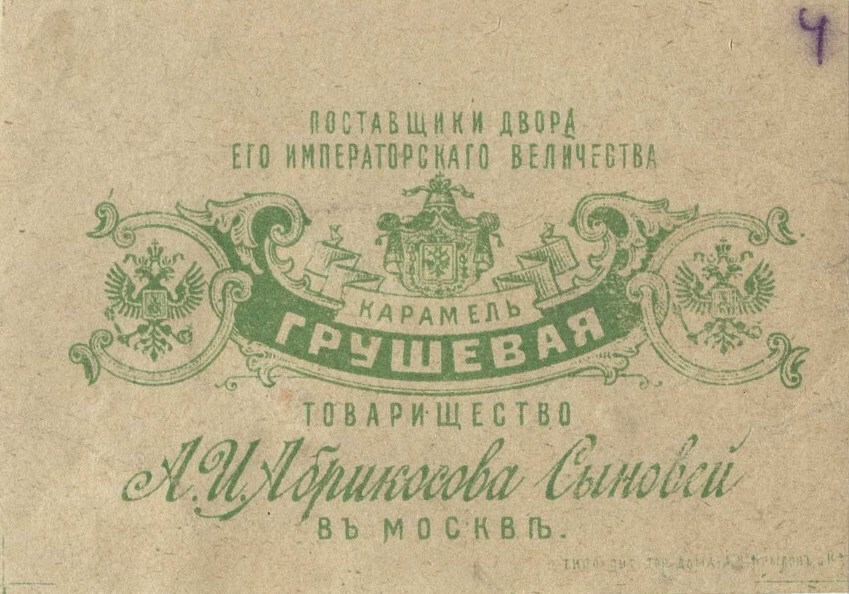 Ч
ПОСТАВЩИКИ ДВОРА
ЕГО ИМПЕРАТОРСКАГО ВЕЛИЧЕСТВА
КАРАМЕЛЬ
ГРУШЕВАЯ
ТОВАРИЩЕСТВО
А.И. Абрикосова Сыновей
ВЪ МОСКВѢ.